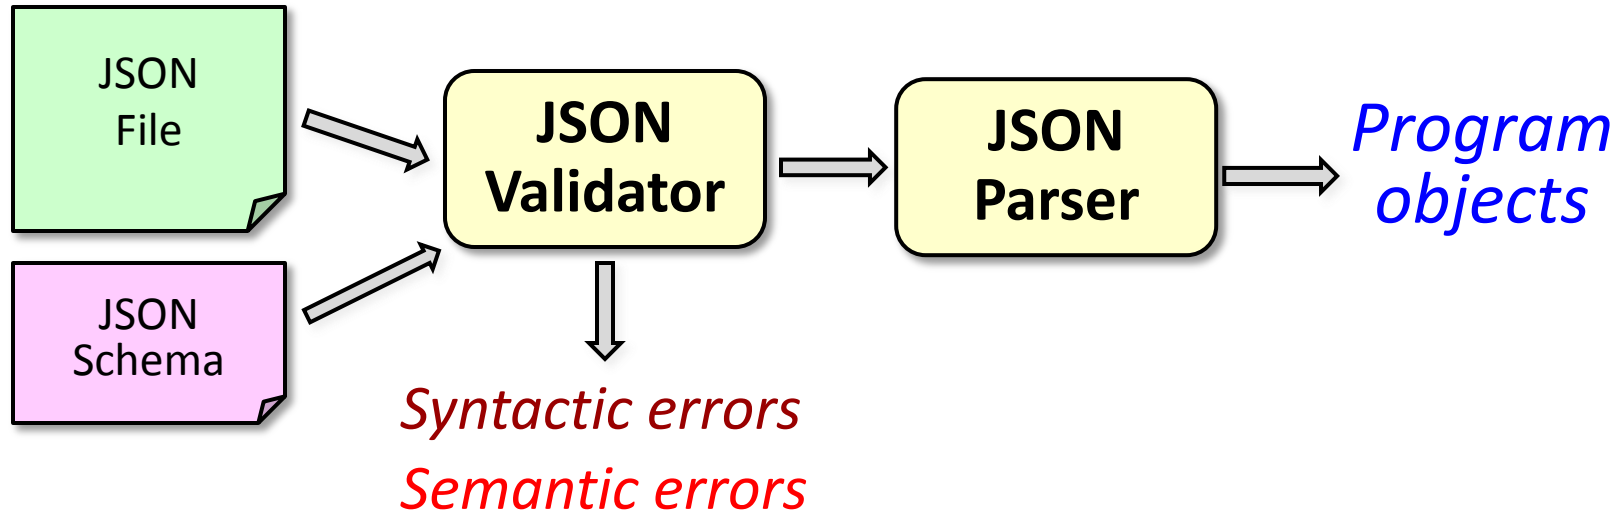 JSON
File
JSON
Schema
JSON
Validator
Syntactic errors
Semantic errors
JSON
Parser
Program
objects